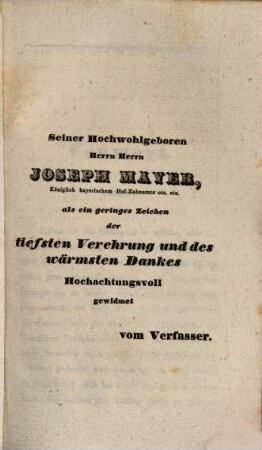 Seiner Hochwohlgeboren
Herrn Herrn
JOSEPH MAYER,
Königlich bayerischem Hof-Zahnarzte etc. etc.
als ein geringes Zeichen
der
tiefsten Verehrung und des
wärmsten Dankes
Hochachtungsvoll
gewidmet
vom Verfasser.